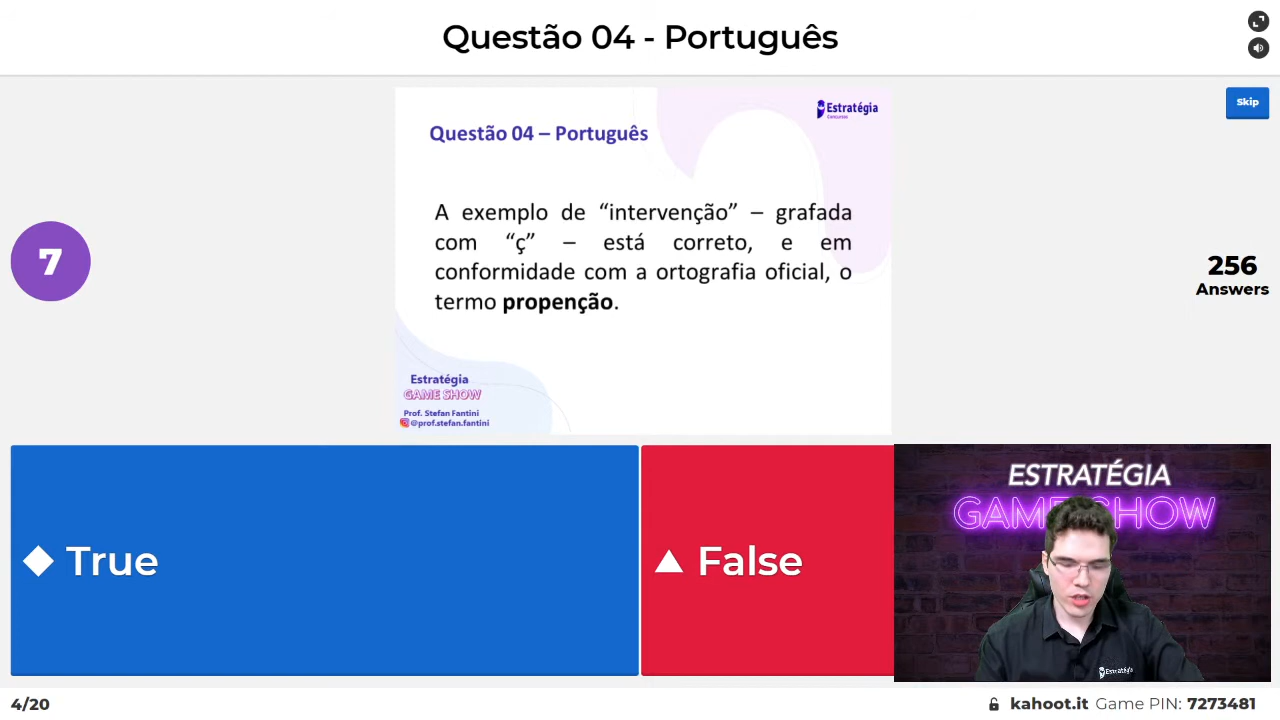 Questão 04 - Português
Skip
Estratégia
Concursos
Questão 04 – Português
A exemplo de “intervenção” – grafada
com “ç” – está correto, e em
conformidade com a ortografia oficial, o
termo propenção.
7
256
Answers
Estratégia
GAME SHOW
Prof. Stefan Fantini
@prof.stefan.fantini
True
False
ESTRATÉGIA
GAME SHOW
Estratégia
4/20
kahoot.it Game PIN: 7273481